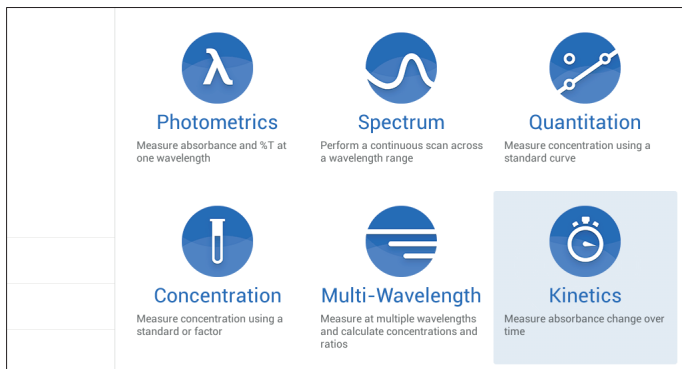 λ
Photometrics
Measure absorbance and %T at
one wavelength
Spectrum
Perform a continuous scan across
a wavelength range
Quantitation
Measure concentration using a
standard curve
Concentration
Measure concentration using a
standard or factor
Multi-Wavelength
Measure at multiple wavelengths
and calculate concentrations and
ratios
Kinetics
Measure absorbance change over
time